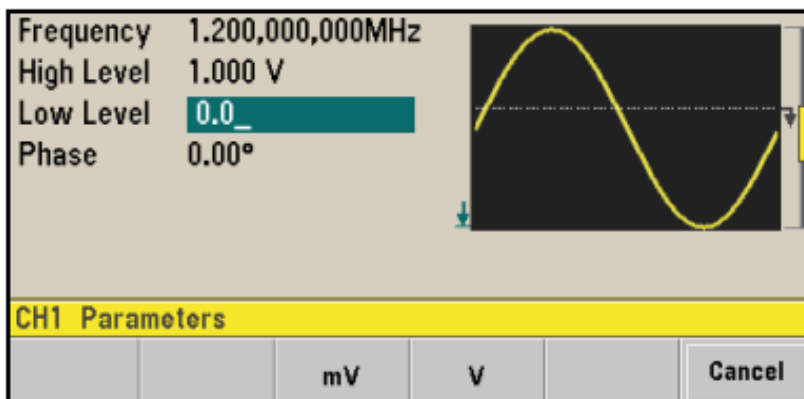 Frequency 1.200,000,000MHz
High Level 1.000 V
Low Level 0.0_
Phase 0.00°
CH1 Parameters
mV V Cancel